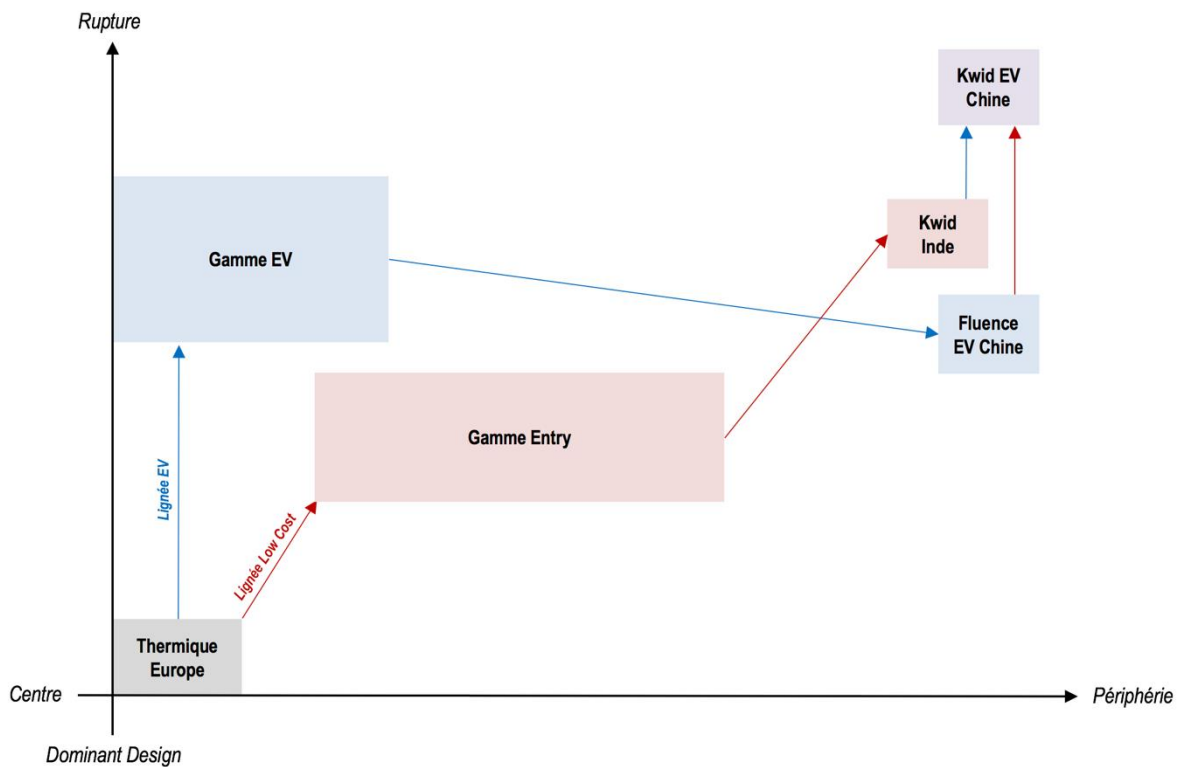 Rupture
Kwid EV
Chine
Gamme EV
Kwid
Inde
Fluence
EV Chine
Gamme Entry
Lignée EV
Lignée Low Cost
Thermique
Europe
Centre
Périphérie
Dominant Design